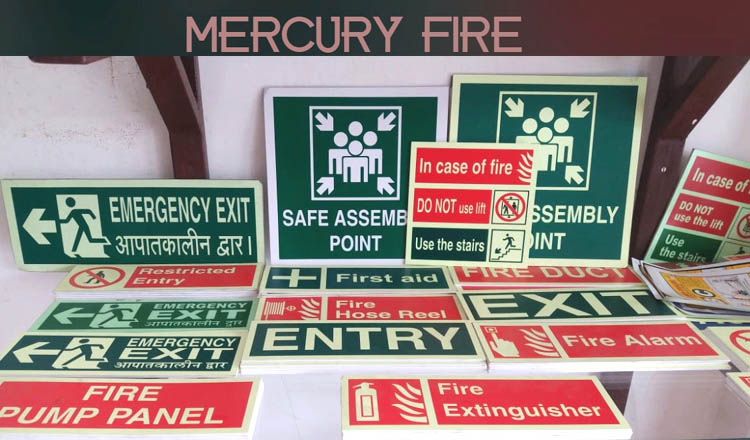 MERCURY FIRE
EMERGENCY EXIT
आपातकालीन द्वार।
SAFE ASSEMB
POINT
In case of fire
DO NOT use lift
Use the stairs
ASSEMBLY
OINT
In case of
DO NOT
use the lift
Use the
stairs
Restricted
Entry
First aid
FIRE DUCT
EMERGENCY EXIT
आपातकालीन द्वार
Fire
Hose Reel
EXIT
EMERGENCY
EXIT
आपातकालीन
द्वार
ENTRY
Fire Alarm
FIRE
PUMP PANEL
Fire
Extinguisher